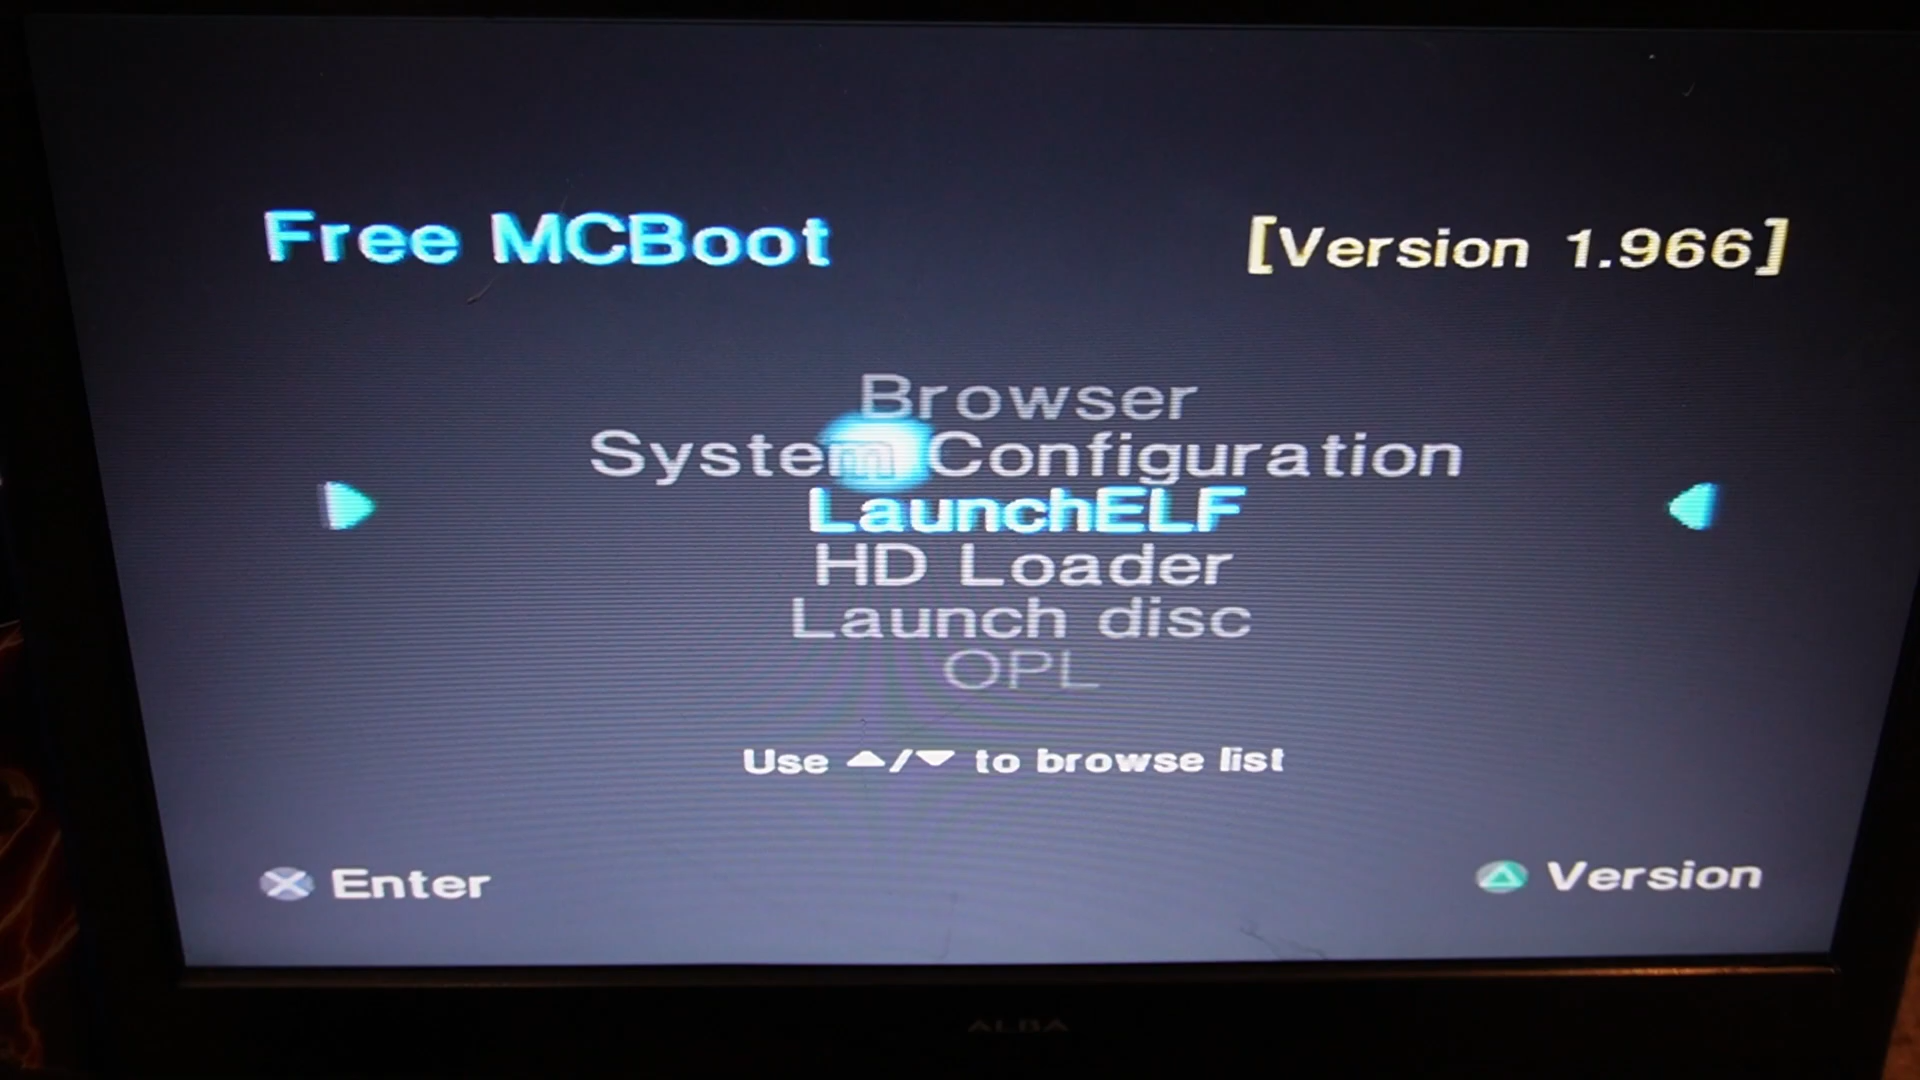 Free MCBoot [Version 1.966]
Browser
System Configuration
LaunchELF
HD Loader
Launch disc
OPL
Use ▲/▼ to browse list
Enter
Version
ALBA